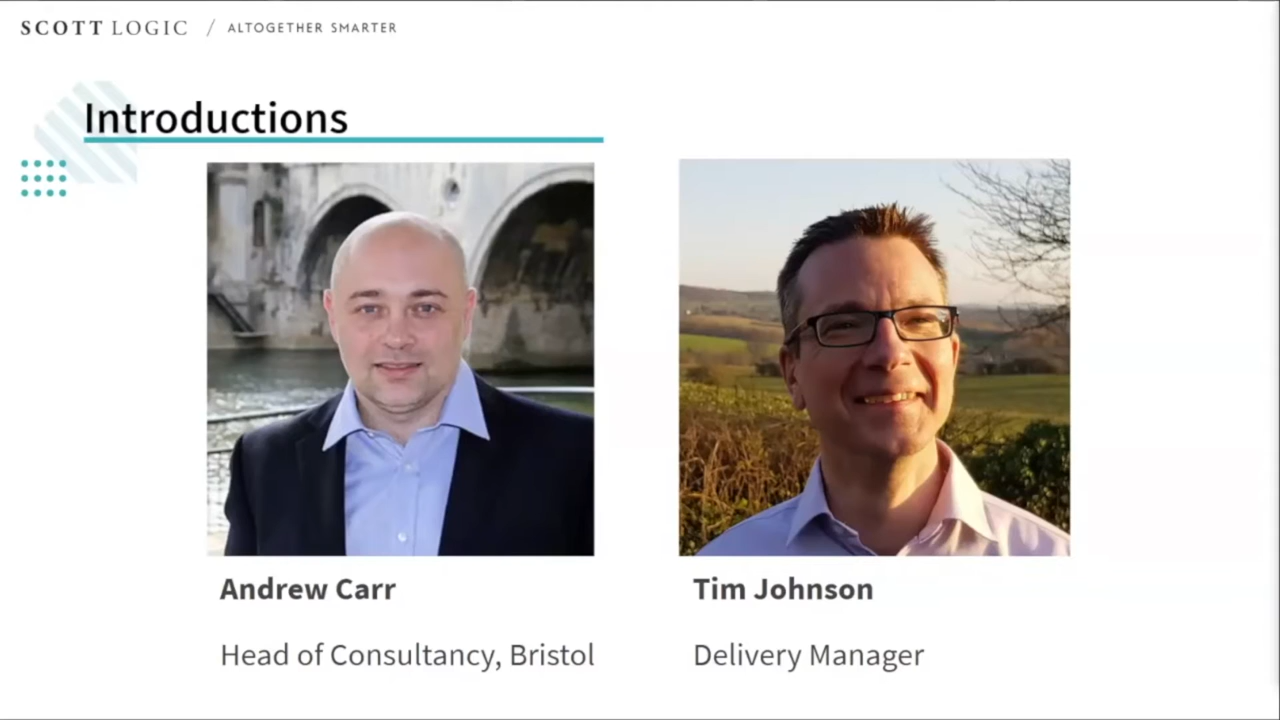 SCOTT LOGIC / ALTOGETHER SMARTER
Introductions
Andrew Carr
Head of Consultancy, Bristol
Tim Johnson
Delivery Manager